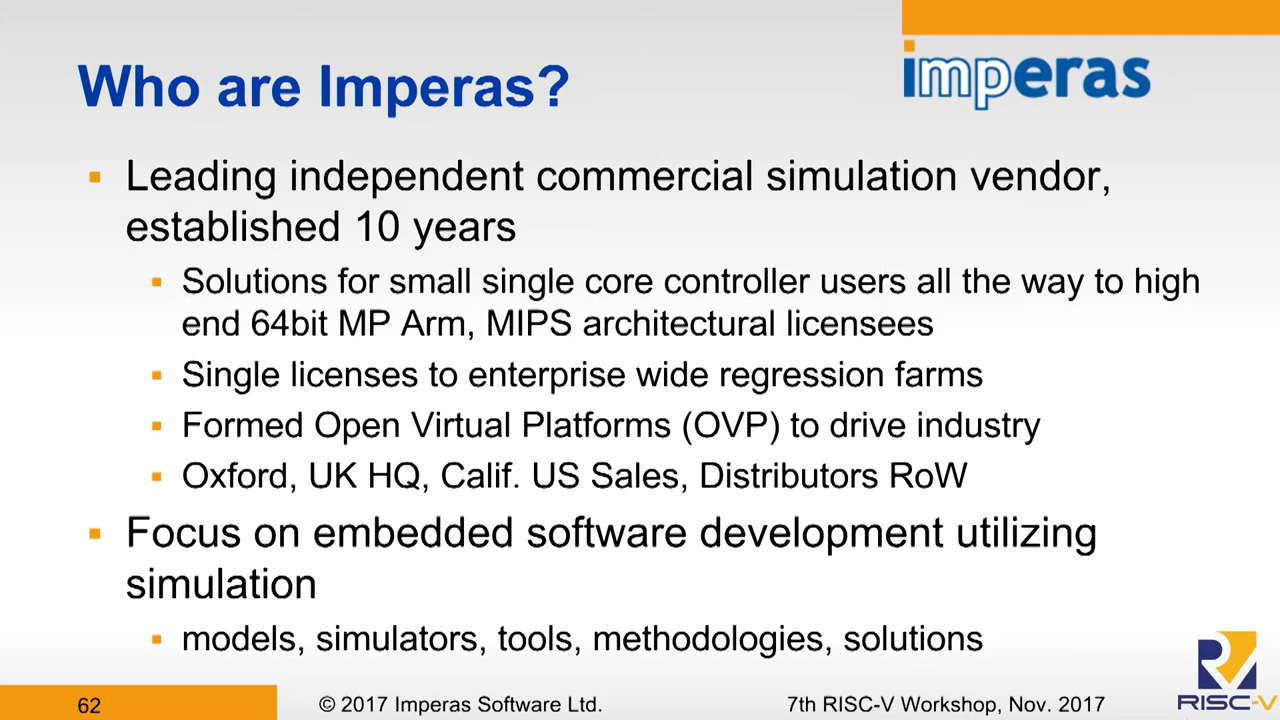 Who are Imperas?
imperas
▪ Leading independent commercial simulation vendor,
established 10 years
▪ Solutions for small single core controller users all the way to high
end 64bit MP Arm, MIPS architectural licensees
▪ Single licenses to enterprise wide regression farms
▪ Formed Open Virtual Platforms (OVP) to drive industry
▪ Oxford, UK HQ, Calif. US Sales, Distributors RoW
▪ Focus on embedded software development utilizing
simulation
▪ models, simulators, tools, methodologies, solutions
62
© 2017 Imperas Software Ltd.
7th RISC-V Workshop, Nov. 2017
RISC-V